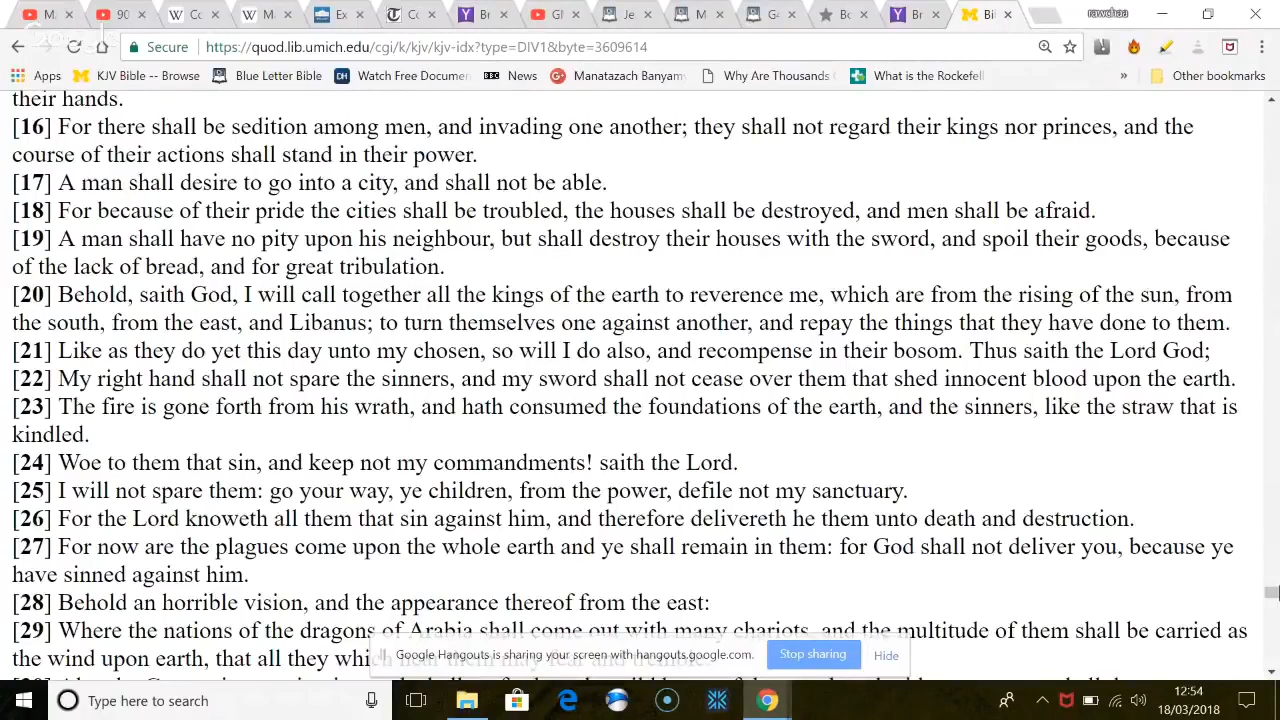 M
90
C
M
Ex
Co
Br
Gl
Je
M
G
Bo
Br
Bil
rawchaa
Secure
https://quod.lib.umich.edu/cgi/k/kjv/kjv-idx?type=DIV1&byte=3609614
Apps
KJV Bible -- Browse
Blue Letter Bible
Watch Free Documen
News
Manatazach Banyam
Why Are Thousands
What is the Rockefell
»
Other bookmarks
their hands.
[16] For there shall be sedition among men, and invading one another; they shall not regard their kings nor princes, and the
course of their actions shall stand in their power.
[17] A man shall desire to go into a city, and shall not be able.
[18] For because of their pride the cities shall be troubled, the houses shall be destroyed, and men shall be afraid.
[19] A man shall have no pity upon his neighbour, but shall destroy their houses with the sword, and spoil their goods, because
of the lack of bread, and for great tribulation.
[20] Behold, saith God, I will call together all the kings of the earth to reverence me, which are from the rising of the sun, from
the south, from the east, and Libanus; to turn themselves one against another, and repay the things that they have done to them.
[21] Like as they do yet this day unto my chosen, so will I do also, and recompense in their bosom. Thus saith the Lord God;
[22] My right hand shall not spare the sinners, and my sword shall not cease over them that shed innocent blood upon the earth.
[23] The fire is gone forth from his wrath, and hath consumed the foundations of the earth, and the sinners, like the straw that is
kindled.
[24] Woe to them that sin, and keep not my commandments! saith the Lord.
[25] I will not spare them: go your way, ye children, from the power, defile not my sanctuary.
[26] For the Lord knoweth all them that sin against him, and therefore delivereth he them unto death and destruction.
[27] For now are the plagues come upon the whole earth and ye shall remain in them: for God shall not deliver you, because ye
have sinned against him.
[28] Behold an horrible vision, and the appearance thereof from the east:
[29] Where the nations of the dragons of Arabia shall come out with many chariots, and the multitude of them shall be carried as
the wind upon earth, that all they which hear them may fear and tremble.
Google Hangouts is sharing your screen with hangouts.google.com.
Stop sharing
Hide
Type here to search
12:54
18/03/2018